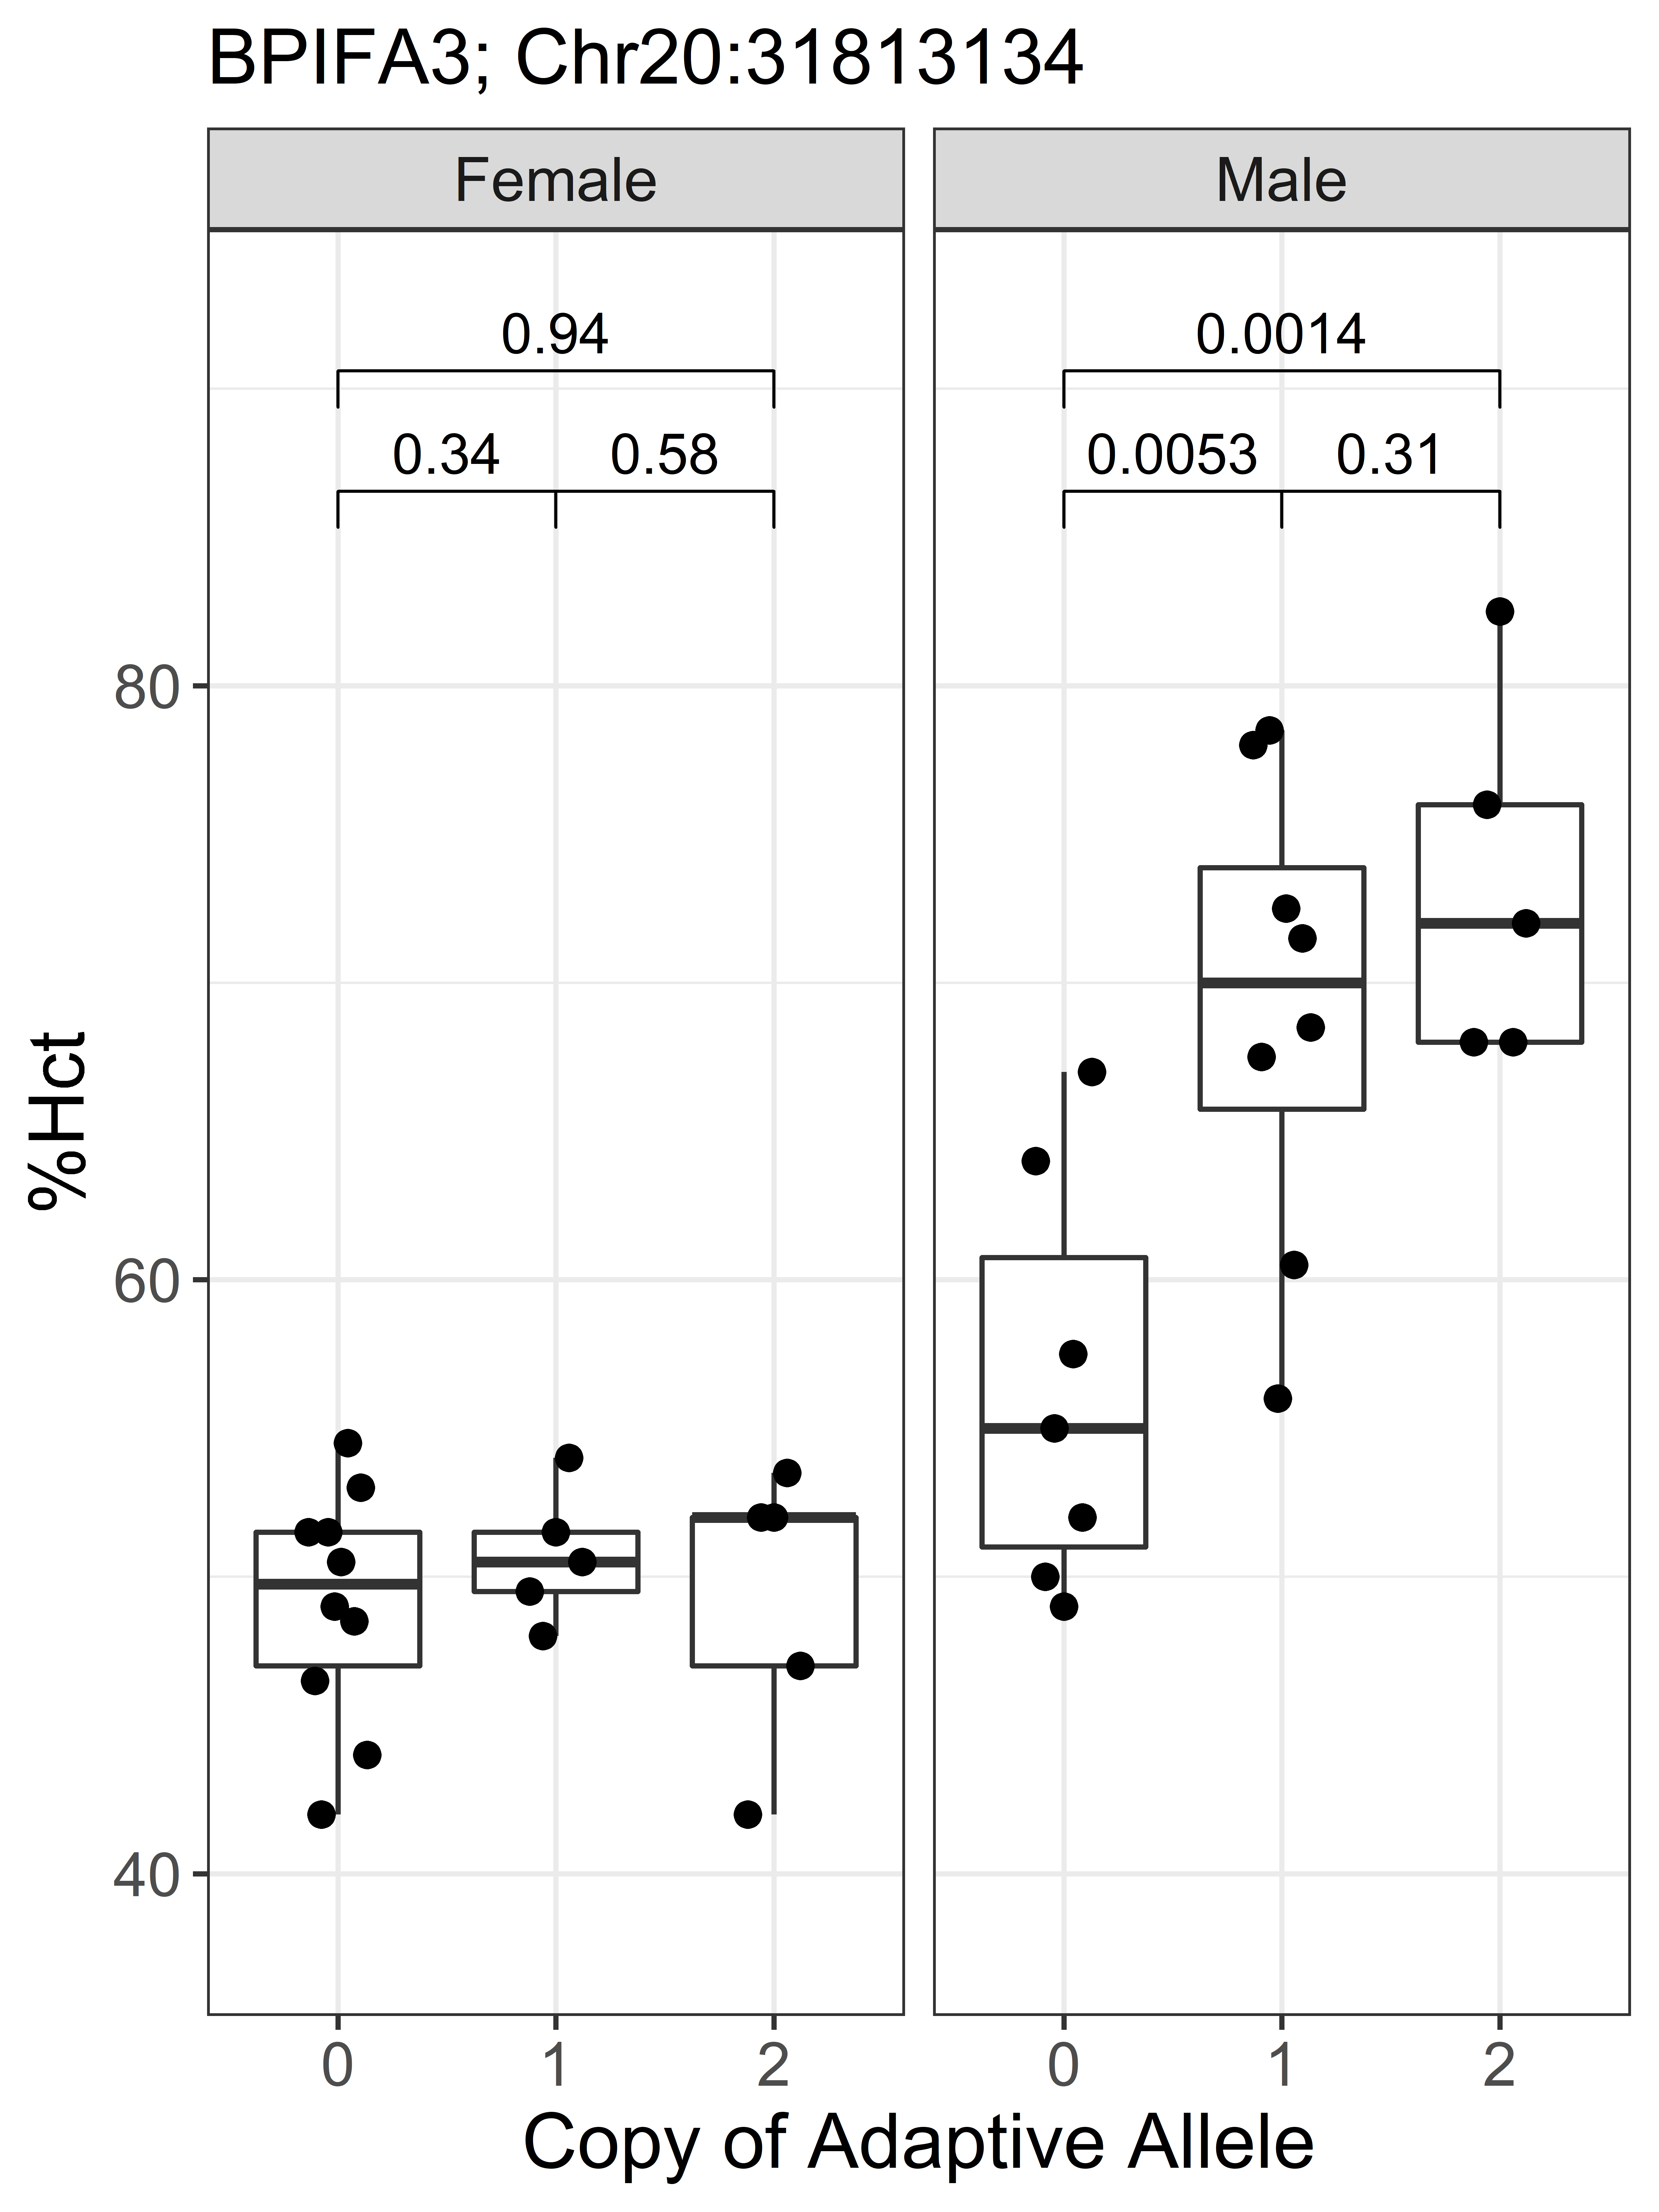 BPIFA3; Chr20:31813134
Female
Male
0.94
0.0014
0.34
0.58
0.0053
0.31
80
60
40
%Hct
0 1 2
0 1 2
Copy of Adaptive Allele